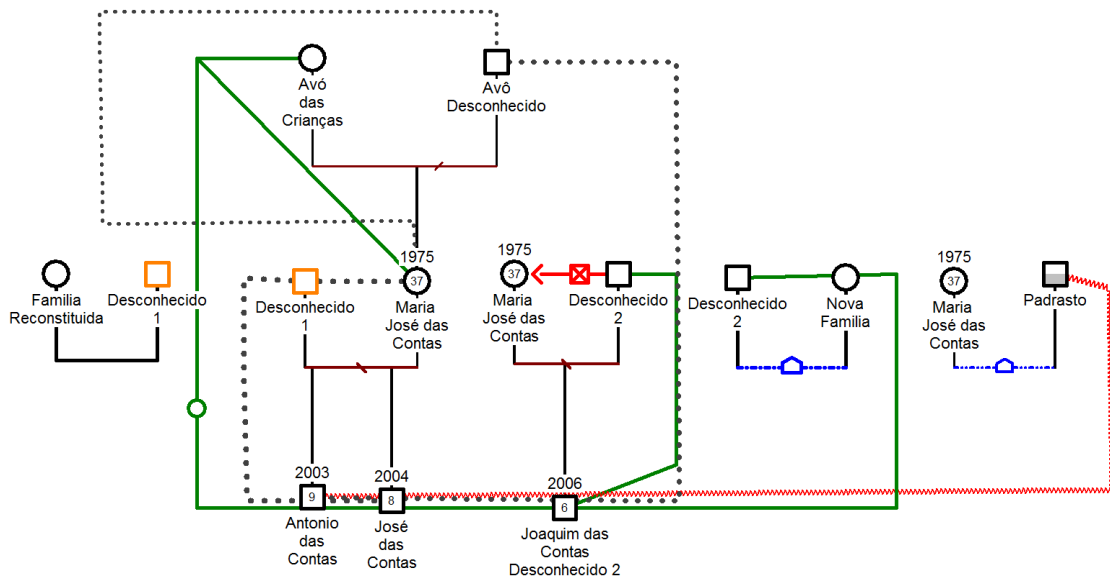 Avó
das
Crianças
Avô
Desconhecido
Familia
Reconstituida
Desconhecido
1
Desconhecido
1
1975
37
Maria
José das
Contas
1975
37
Maria
José das
Contas
Desconhecido
2
Desconhecido
2
Nova
Familia
1975
37
Maria
José das
Contas
Padrasto
2003
9
Antonio
das
Contas
2004
8
José
das
Contas
2006
6
Joaquim das
Contas
Desconhecido 2